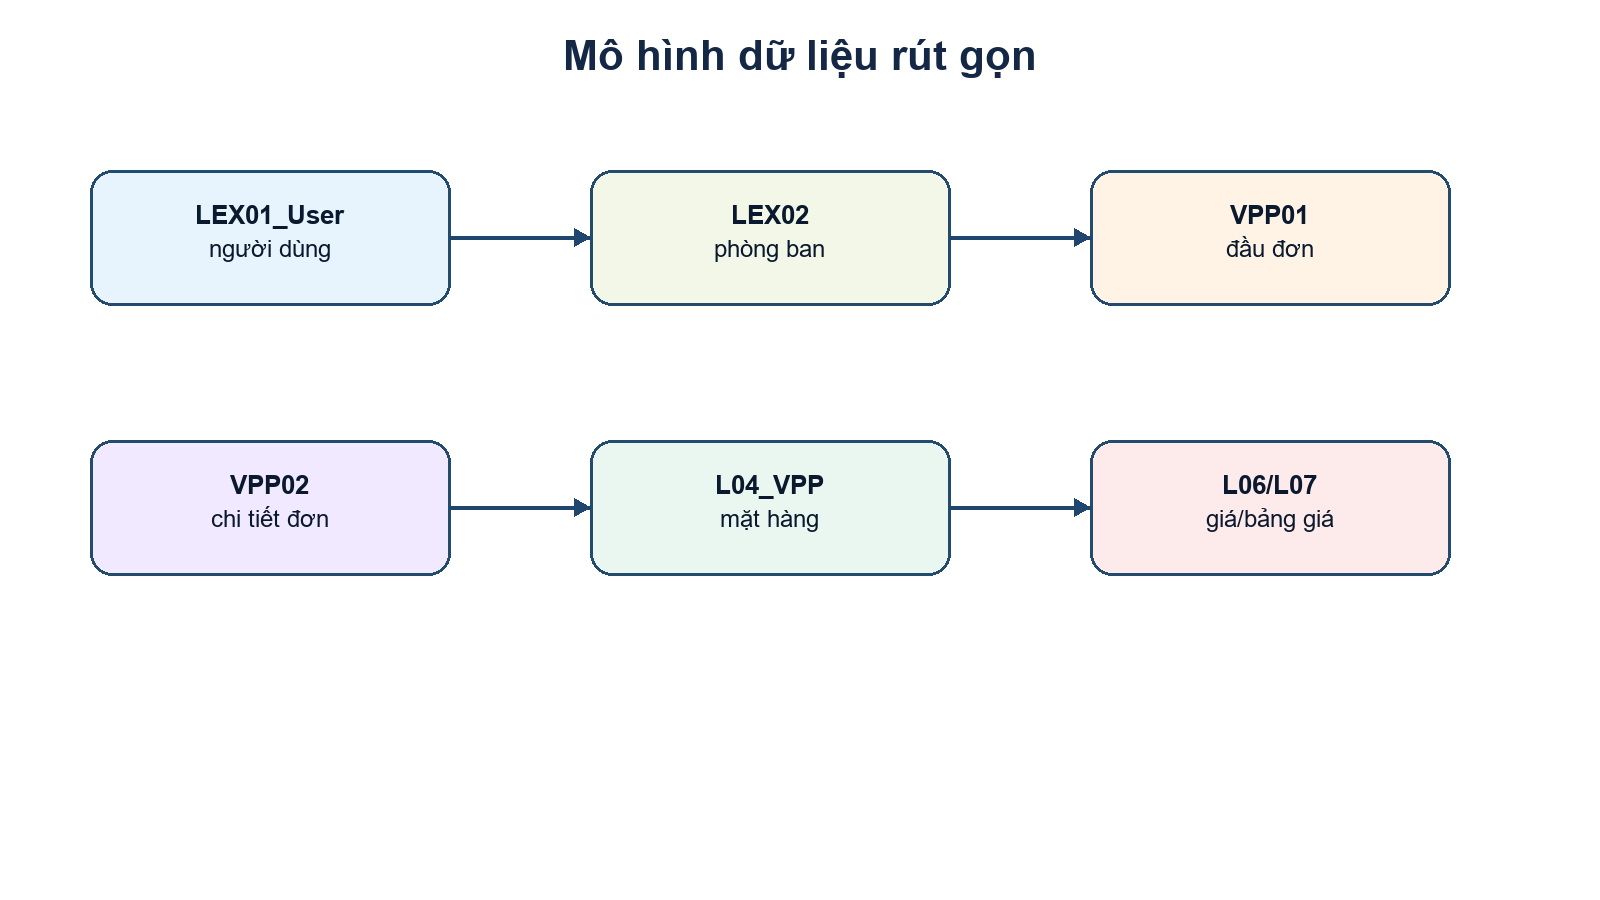 Mô hình dữ liệu rút gọn
LEX01_User
người dùng
LEX02
phòng ban
VPP01
đầu đơn
VPP02
chi tiết đơn
L04_VPP
mặt hàng
L06/L07
giá/bảng giá